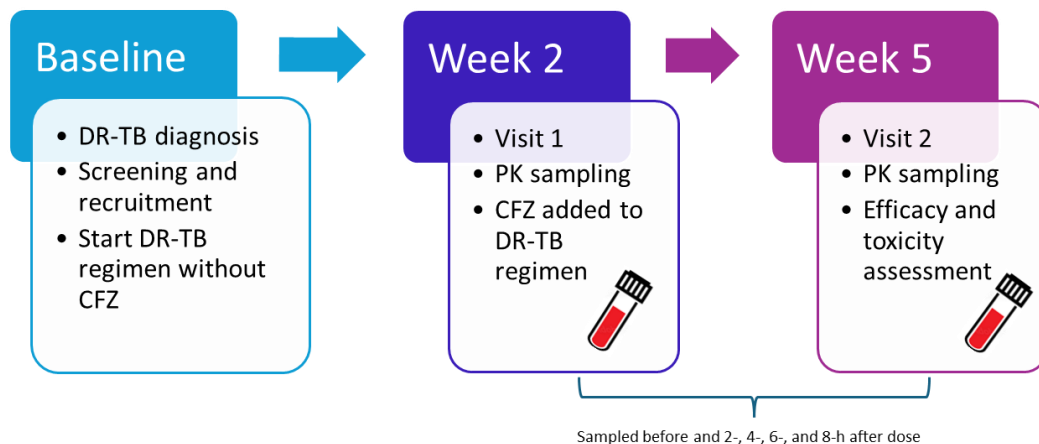 Baseline
• DR-TB diagnosis
• Screening and
recruitment
• Start DR-TB
regimen without
CFZ
Week 2
• Visit 1
• PK sampling
• CFZ added to
DR-TB
regimen
Week 5
• Visit 2
• PK sampling
• Efficacy and
toxicity
assessment
Sampled before and 2-, 4-, 6-, and 8-h after dose